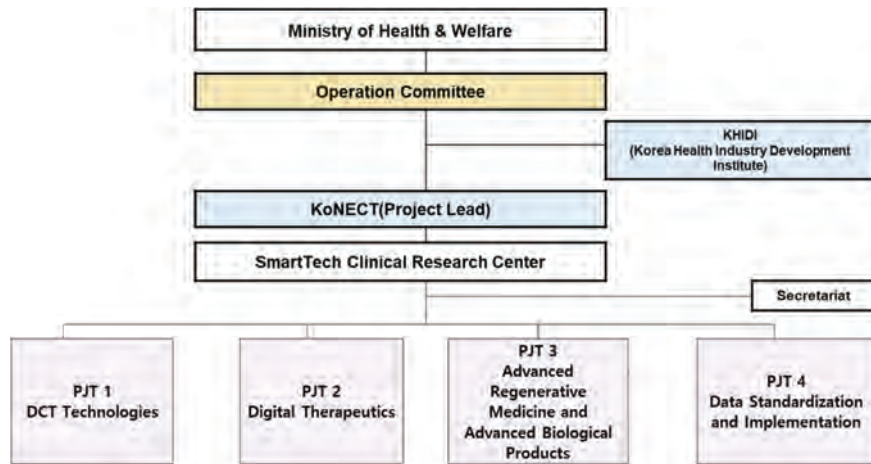 Ministry of Health & Welfare
Operation Committee
KHIDI
(Korea Health Industry Development
Institute)
KoNECT(Project Lead)
SmartTech Clinical Research Center
Secretariat
PJT 1
DCT Technologies
PJT 2
Digital Therapeutics
PJT 3
Advanced
Regenerative
Medicine and
Advanced Biological
Products
PJT 4
Data Standardization
and Implementation